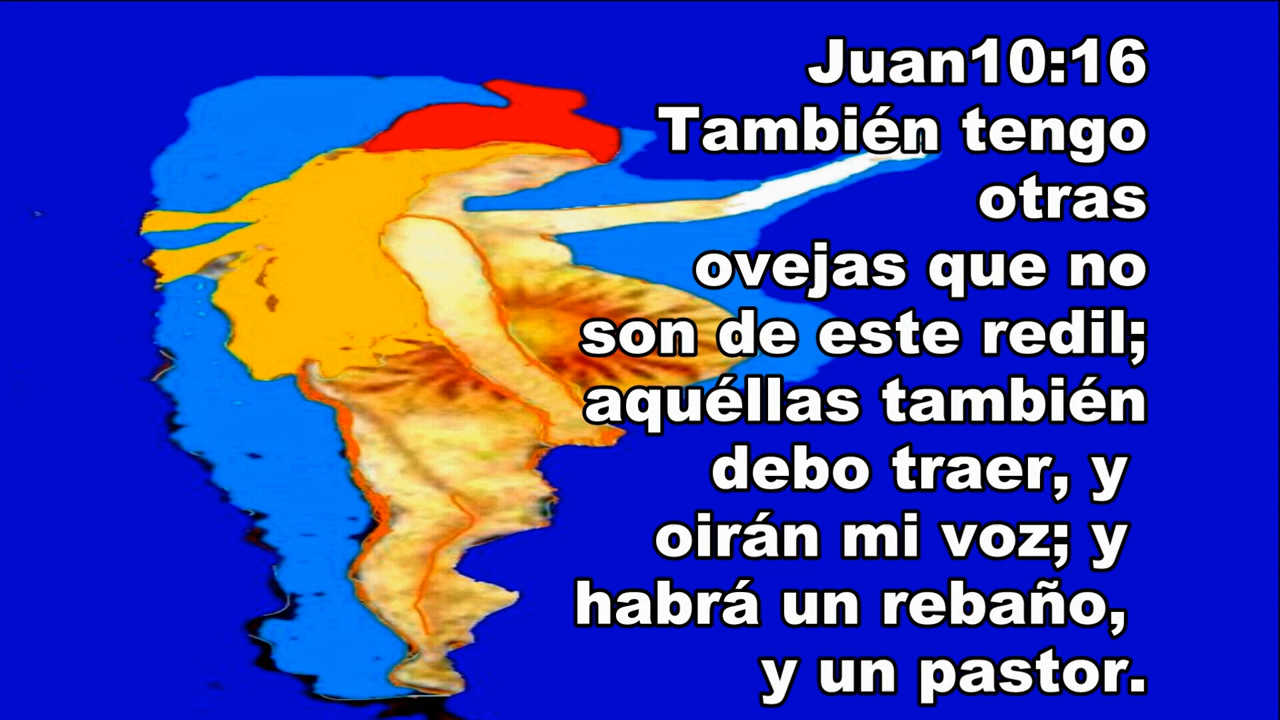 Juan10:16
También tengo
otras
ovejas que no
son de este redil;
aquéllas también
debo traer, y
oirán mi voz; y
habrá un rebaño,
y un pastor.